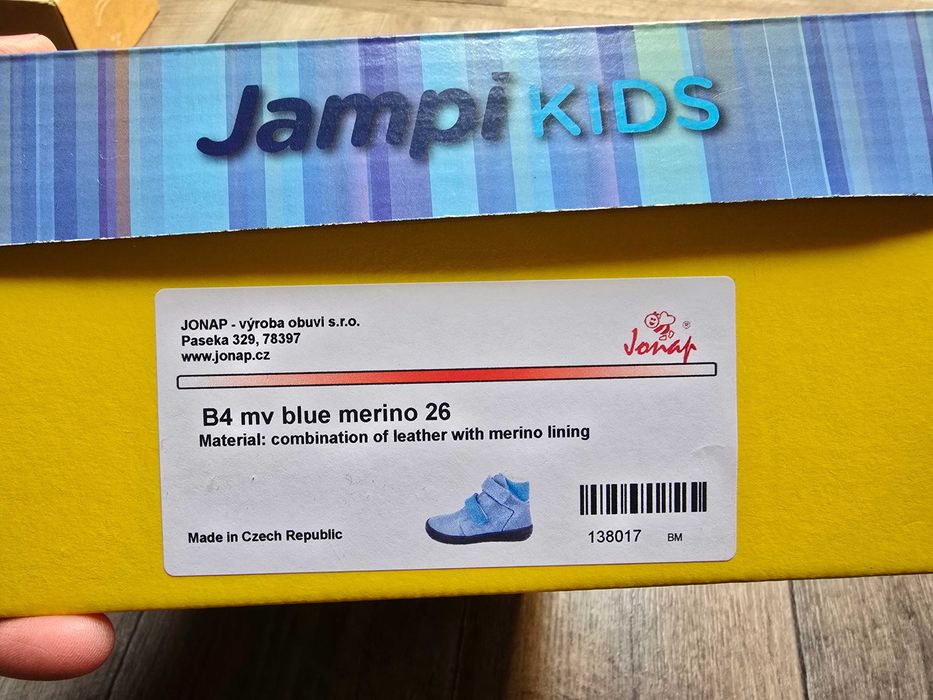 Jampi KIDS
JONAP - výroba obuvi s.r.o.
Paseka 329, 78397
www.jonap.cz
Jonap ®
B4 mv blue merino 26
Material: combination of leather with merino lining
Made in Czech Republic
138017 BM